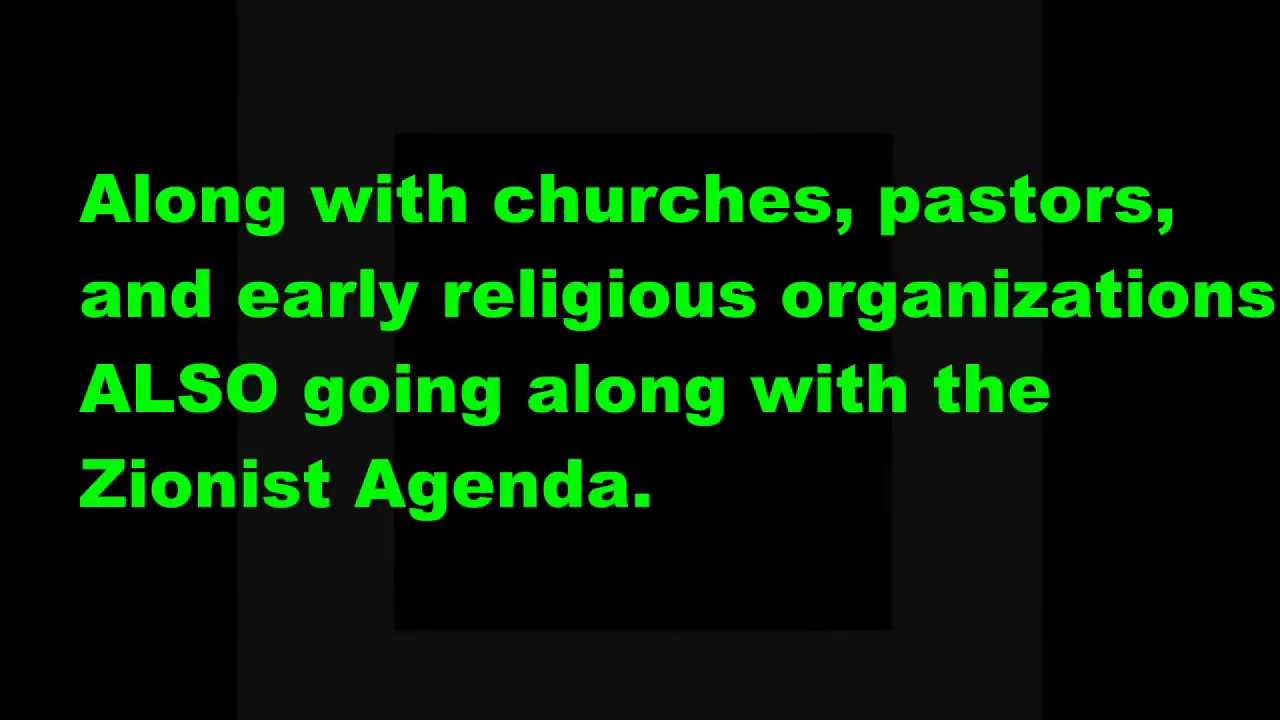 Along with churches, pastors,
and early religious organizations
ALSO going along with the
Zionist Agenda.